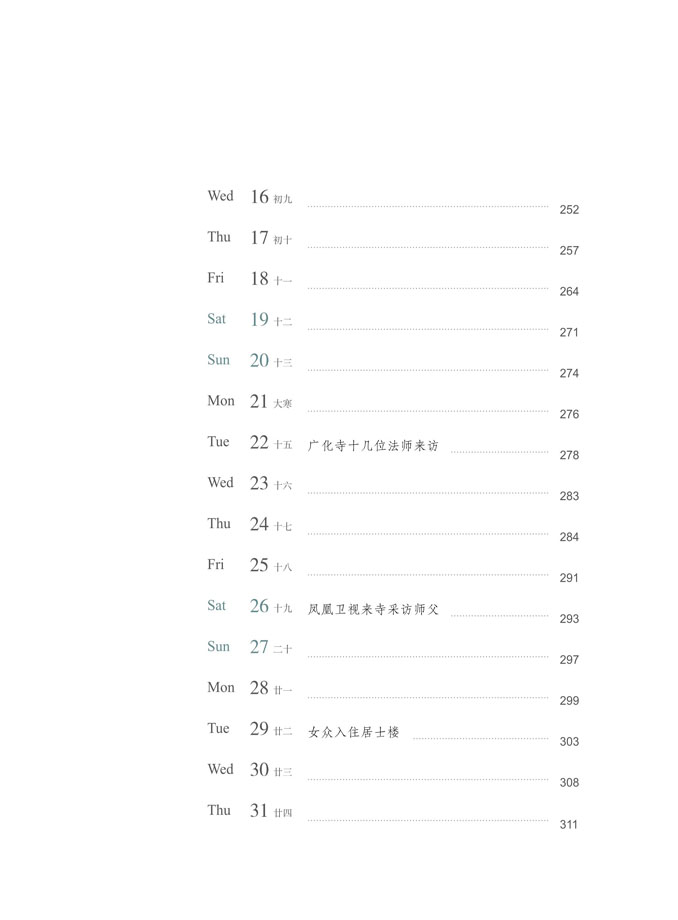 Wed 16 初九 252
Thu 17 初十 257
Fri 18 十一 264
Sat 19 十二 271
Sun 20 十三 274
Mon 21 大寒 276
Tue 22 十五 广化寺十几位法师来访 278
Wed 23 十六 283
Thu 24 十七 284
Fri 25 十八 291
Sat 26 十九 凤凰卫视来寺采访师父 293
Sun 27 二十 297
Mon 28 廿一 299
Tue 29 廿二 女众入住居士楼 303
Wed 30 廿三 308
Thu 31 廿四 311